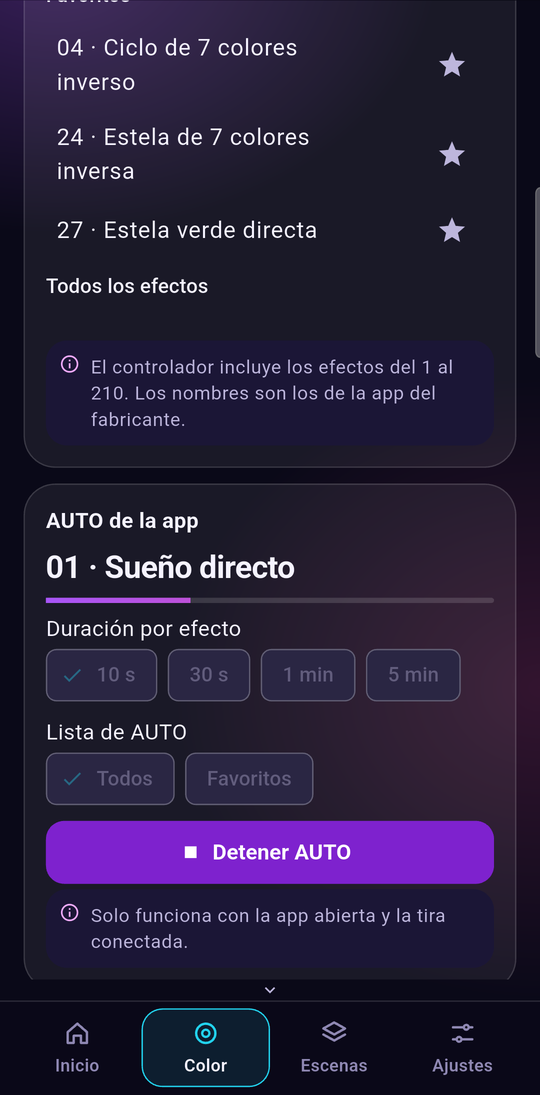 04 · Ciclo de 7 colores
inverso
24 · Estela de 7 colores
inversa
27 · Estela verde directa
Todos los efectos
El controlador incluye los efectos del 1 al
210. Los nombres son los de la app del
fabricante.
AUTO de la app
01 · Sueño directo
Duración por efecto
10 s 30 s 1 min 5 min
Lista de AUTO
Todos Favoritos
Detener AUTO
Solo funciona con la app abierta y la tira
conectada.
Inicio Color Escenas Ajustes